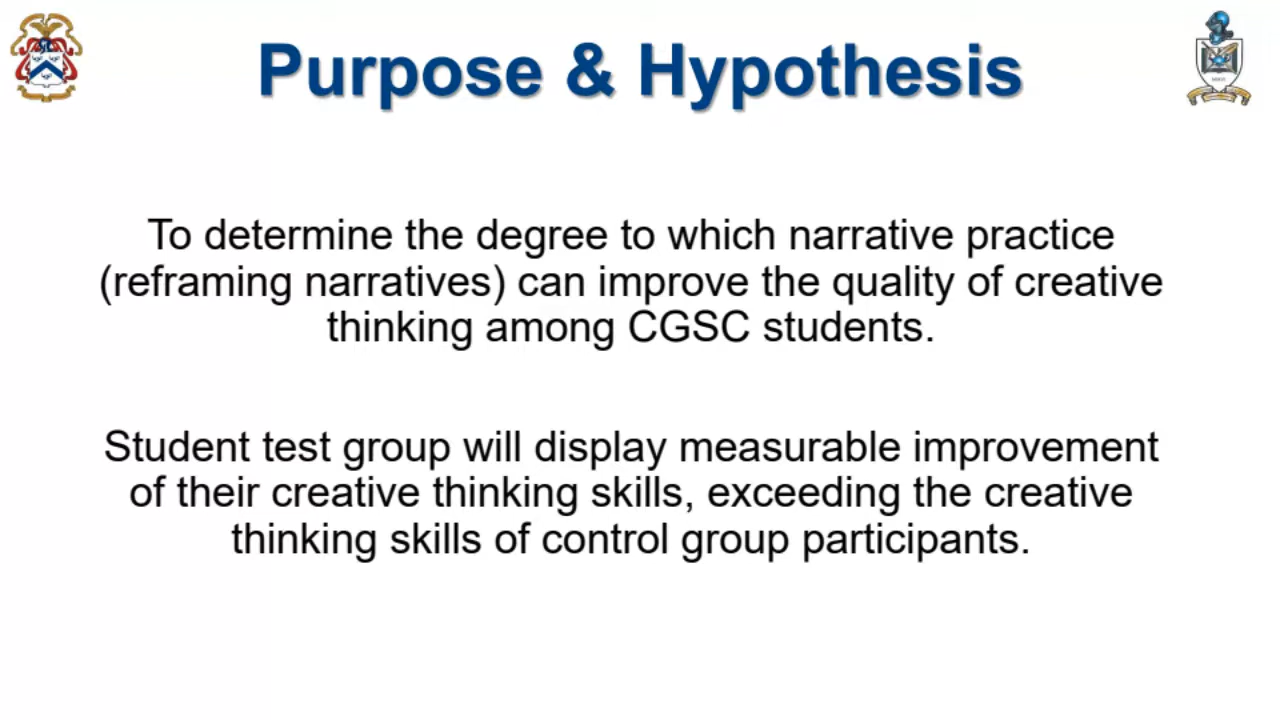 Purpose & Hypothesis
To determine the degree to which narrative practice
(reframing narratives) can improve the quality of creative
thinking among CGSC students.
Student test group will display measurable improvement
of their creative thinking skills, exceeding the creative
thinking skills of control group participants.